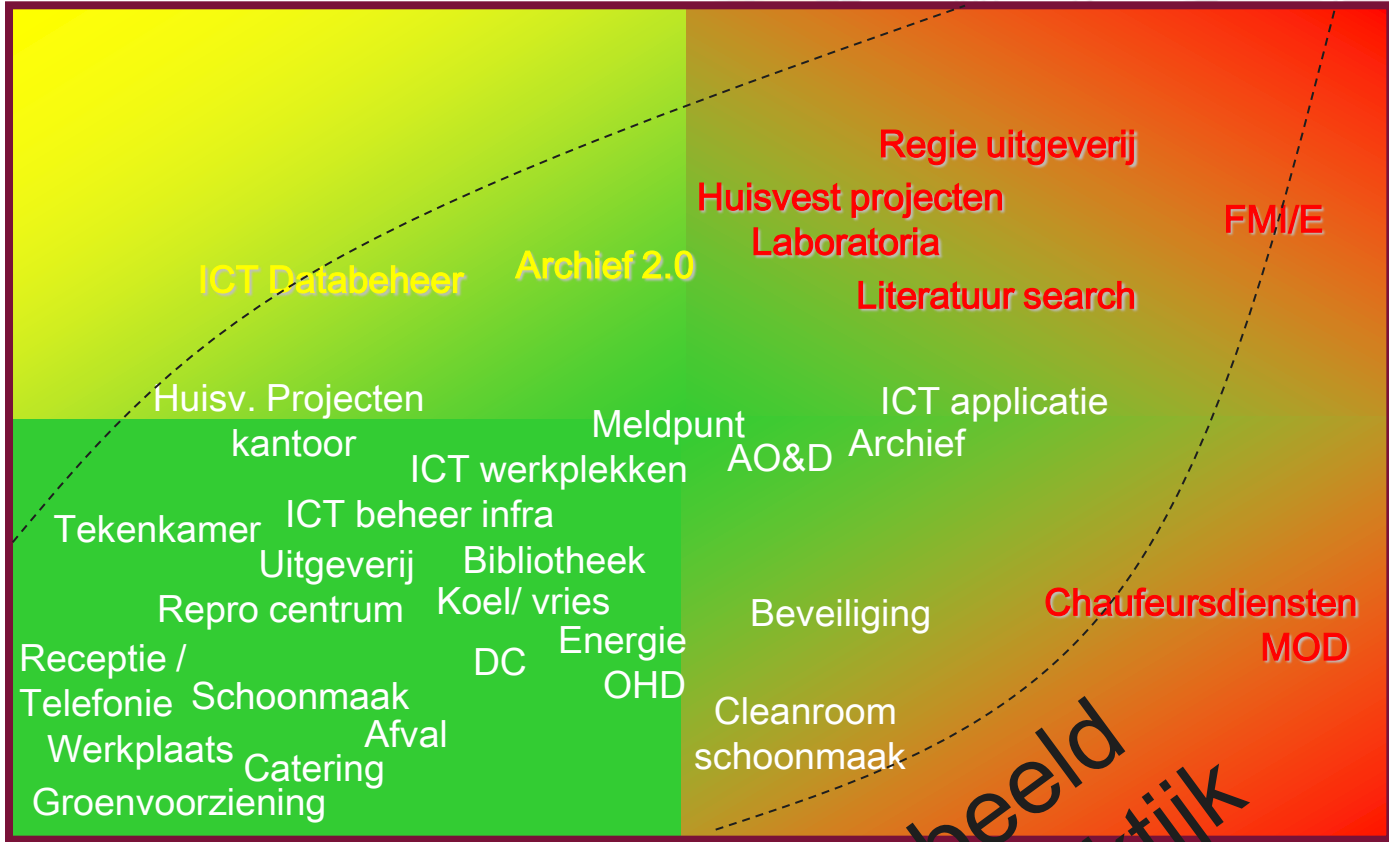 Regie uitgeverij
Huisvest projecten
Laboratoria
FMI/E
ICT Databeheer
Archief 2.0
Literatuur search
Huisv. Projecten
kantoor
Meldpunt
ICT applicatie
AO&D
Archief
ICT werkplekken
Tekenkamer
ICT beheer infra
Uitgeverij
Bibliotheek
Repro centrum
Koel/ vries
Beveiliging
Chaufeursdiensten
MOD
Energie
Receptie /
Telefonie
DC
OHD
Schoonmaak
Cleanroom
schoonmaak
Afval
Werkplaats
Catering
Groenvoorziening
beeld